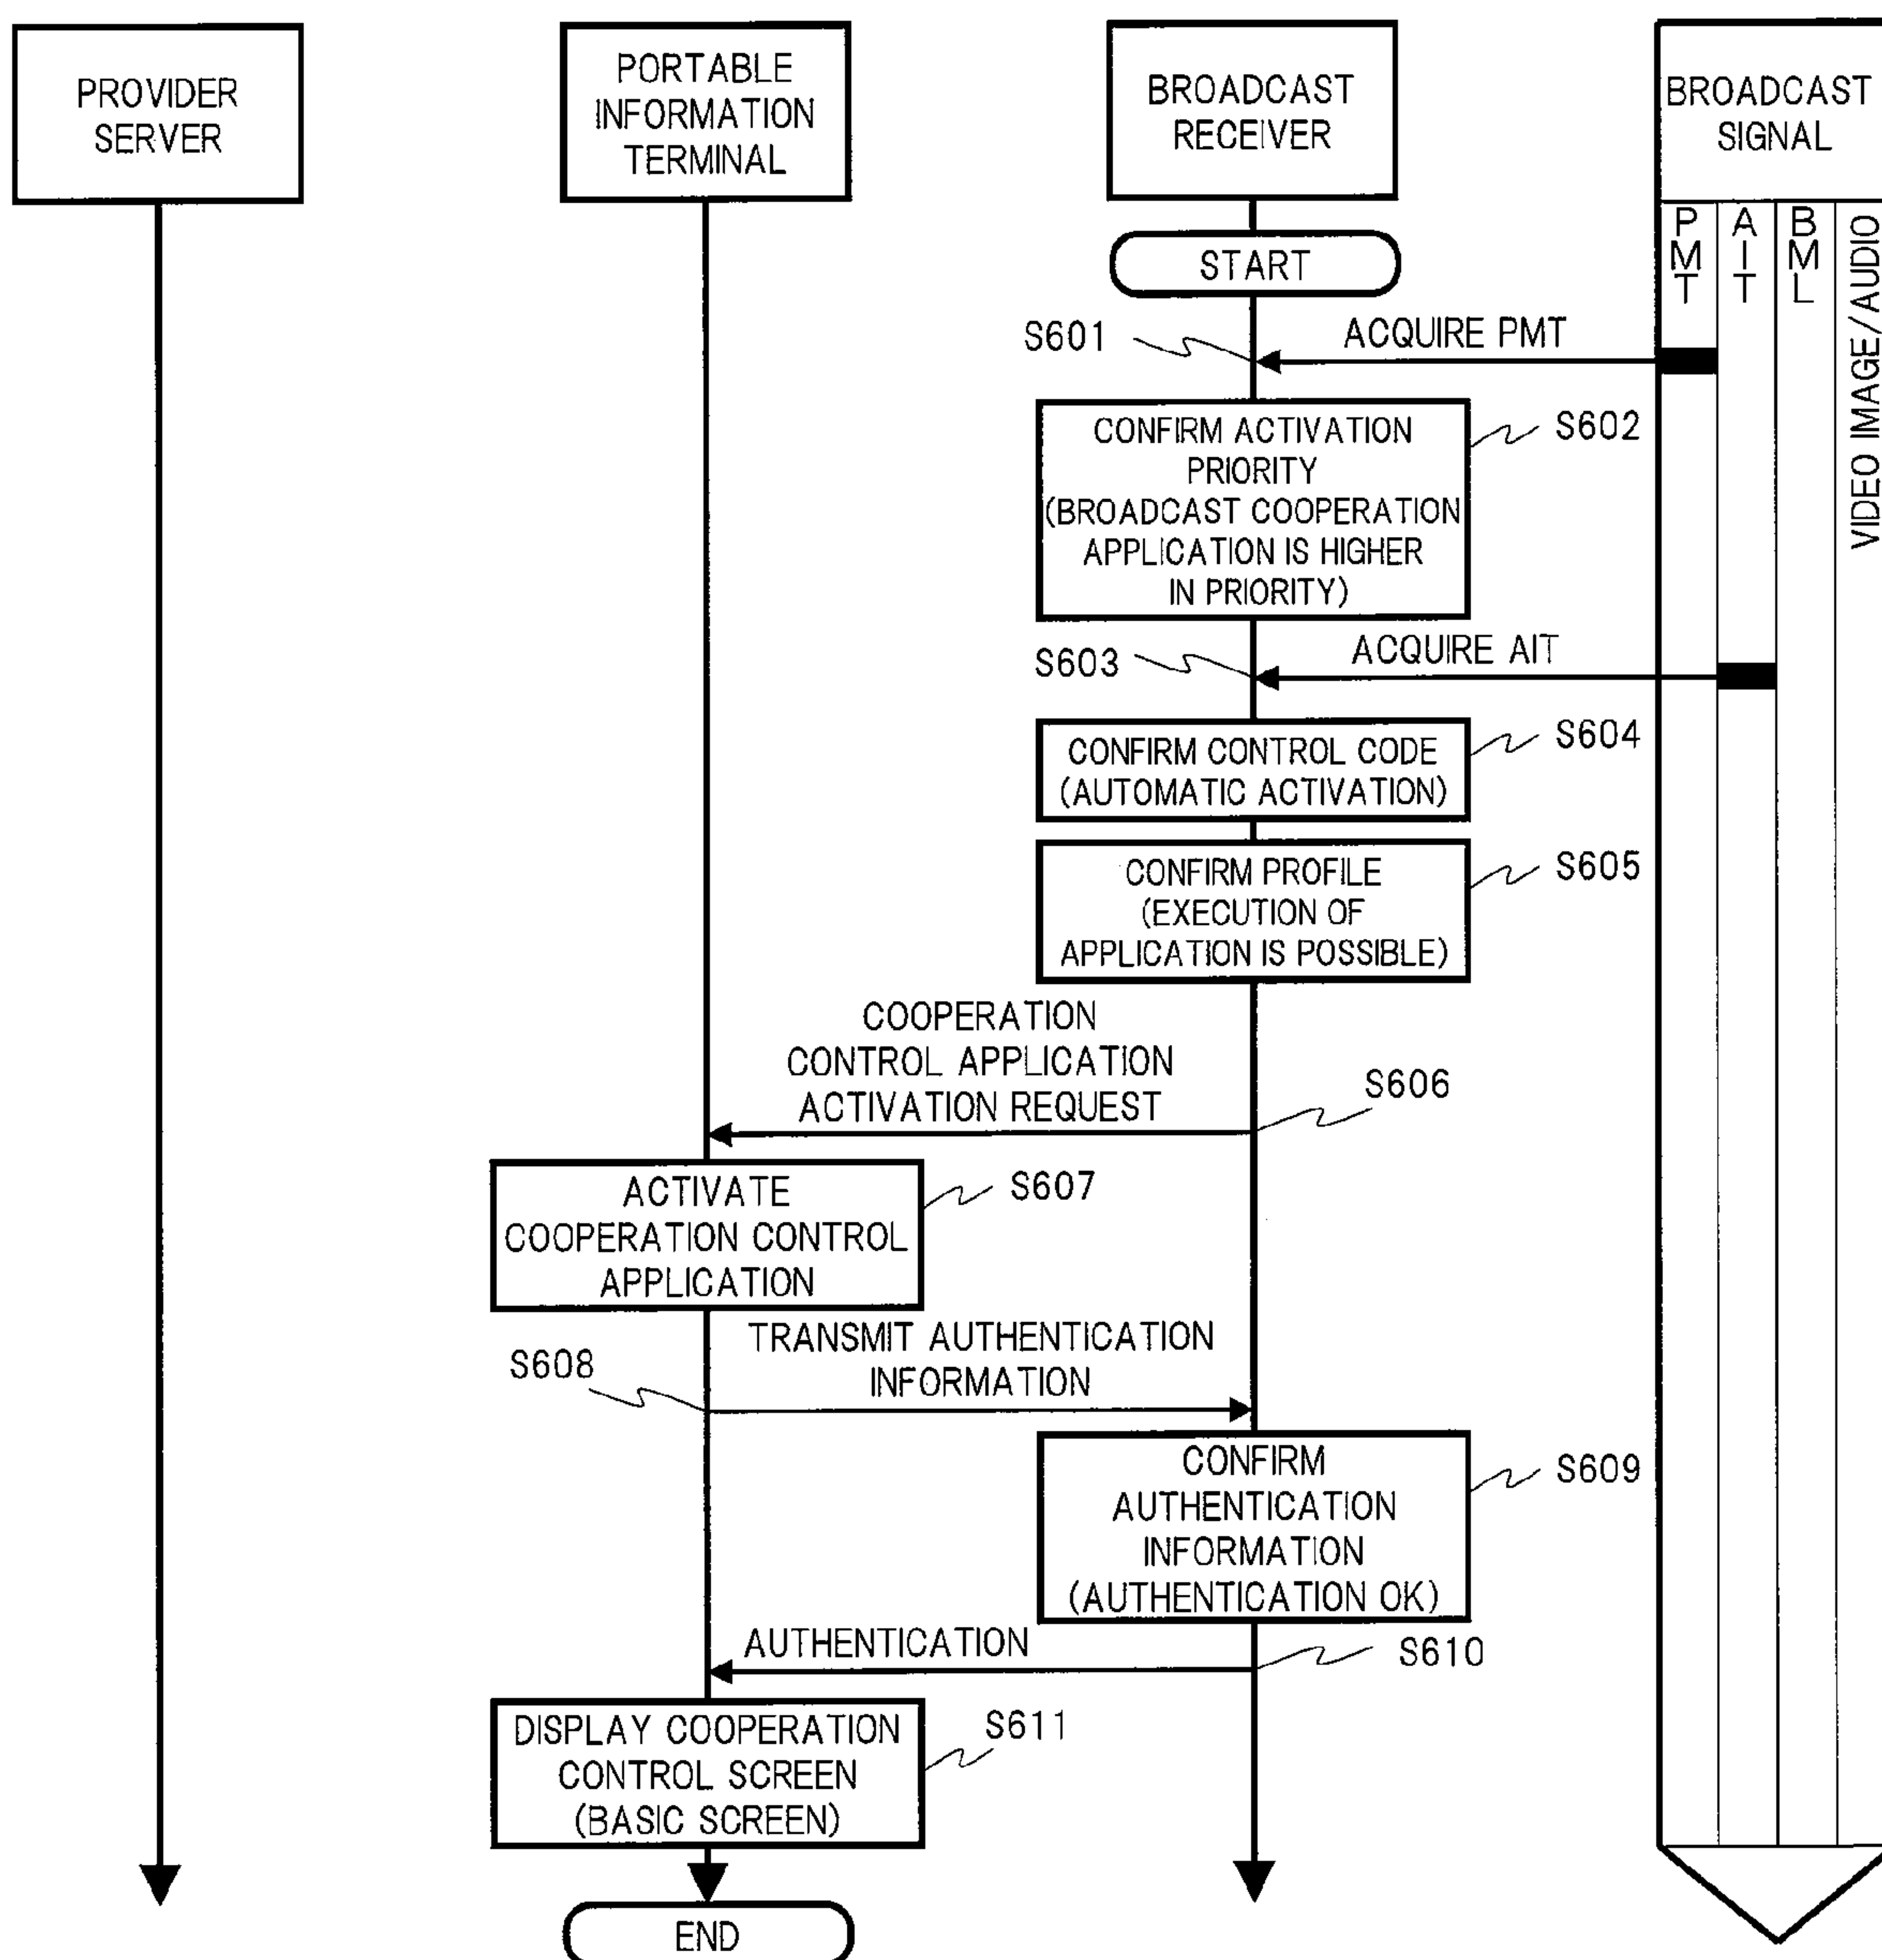 PROVIDER
SERVER
PORTABLE
INFORMATION
TERMINAL
BROADCAST
RECEIVER
BROADCAST
SIGNAL
PMT
AIT
BML
VIDEO IMAGE/AUDIO
START
S601
ACQUIRE PMT
CONFIRM ACTIVATION
PRIORITY
(BROADCAST COOPERATION
APPLICATION IS HIGHER
IN PRIORITY)
S602
S603
ACQUIRE AIT
CONFIRM CONTROL CODE
(AUTOMATIC ACTIVATION)
S604
CONFIRM PROFILE
(EXECUTION OF
APPLICATION IS POSSIBLE)
S605
COOPERATION
CONTROL APPLICATION
ACTIVATION REQUEST
S606
ACTIVATE
COOPERATION CONTROL
APPLICATION
S607
S608
TRANSMIT AUTHENTICATION
INFORMATION
CONFIRM
AUTHENTICATION
INFORMATION
(AUTHENTICATION OK)
S609
AUTHENTICATION
S610
DISPLAY COOPERATION
CONTROL SCREEN
(BASIC SCREEN)
S611
END